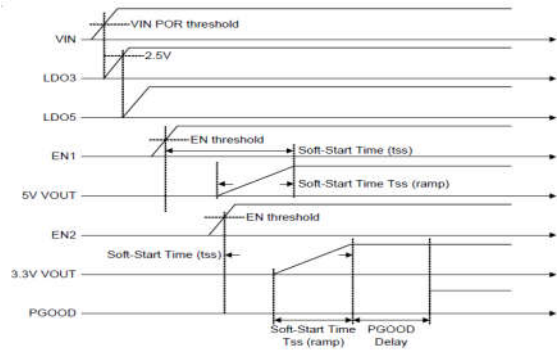 VIN POR threshold
VIN
2.5V
LDO3
LDO5
EN threshold
EN1
Soft-Start Time (tss)
Soft-Start Time Tss (ramp)
5V VOUT
EN threshold
EN2
Soft-Start Time (tss)
3.3V VOUT
PGOOD
Soft-Start Time
Tss (ramp)
PGOOD
Delay